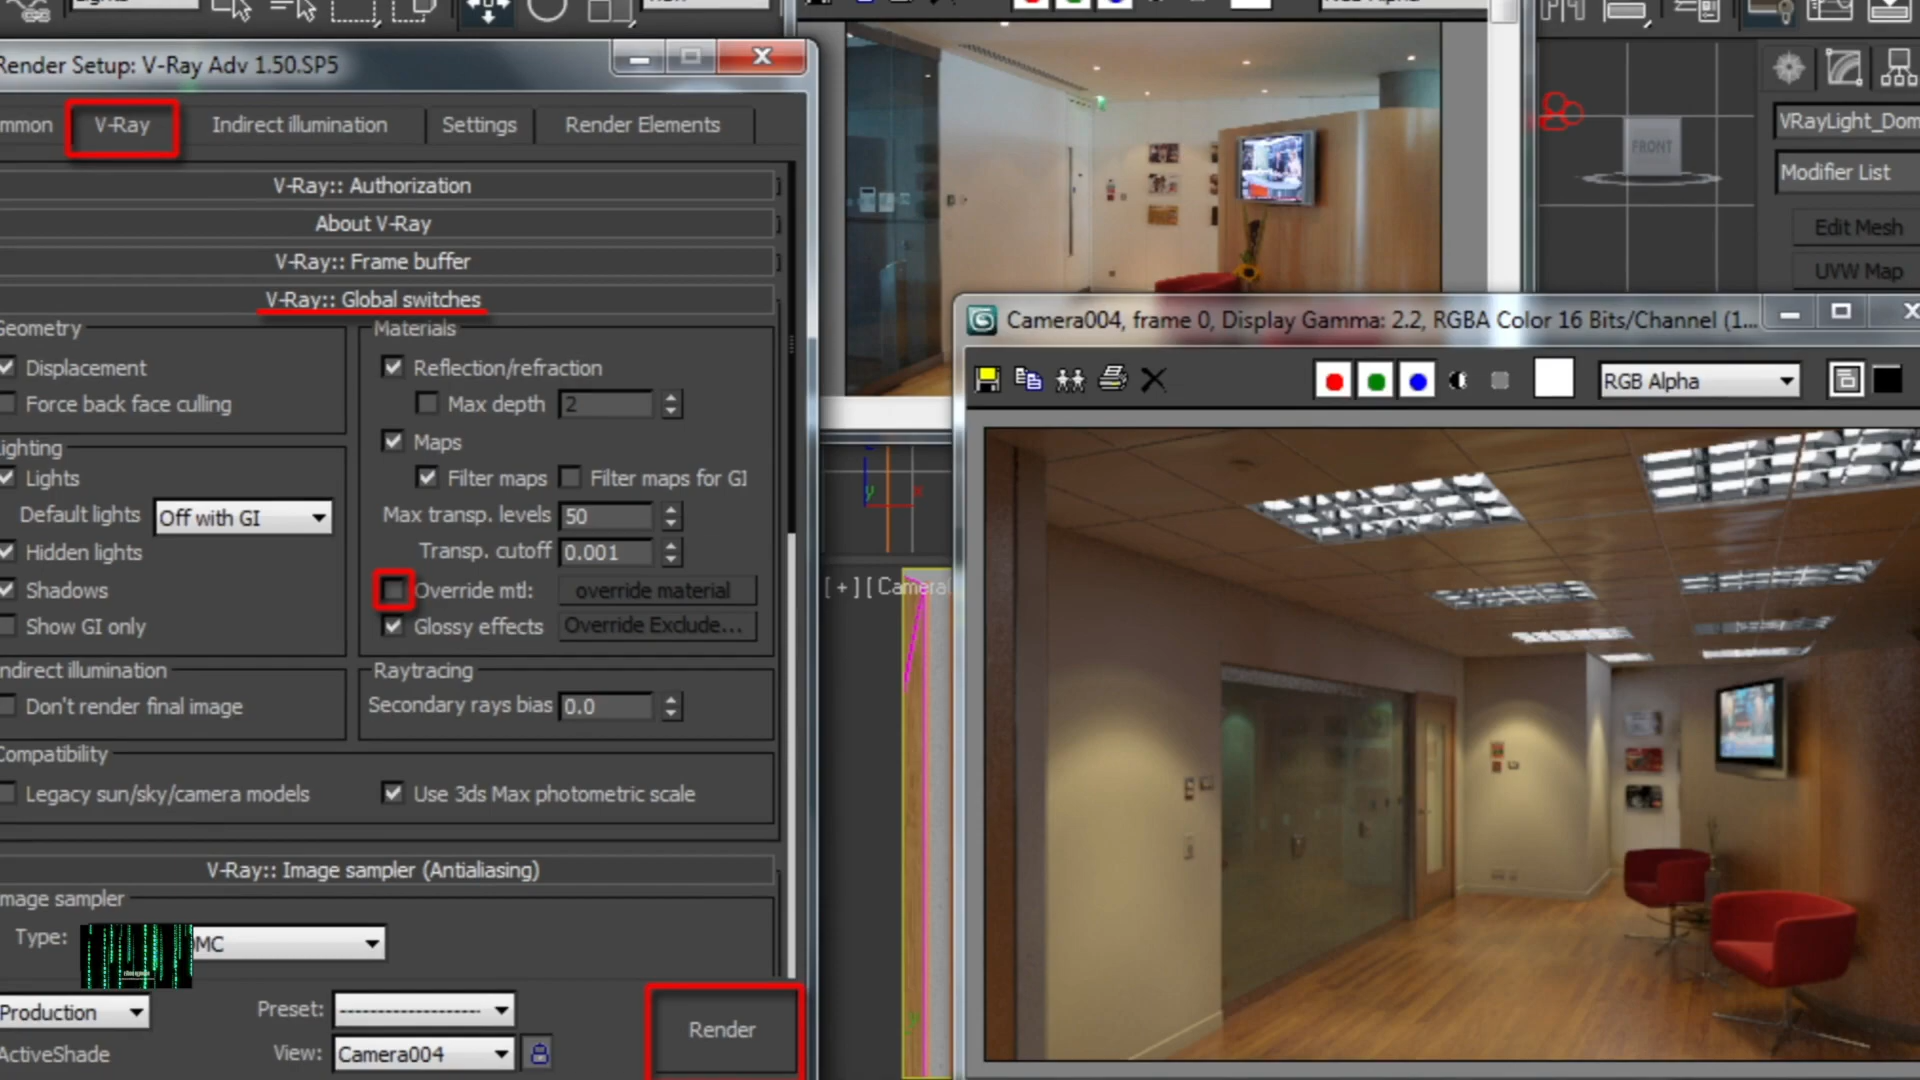 Render Setup: V-Ray Adv 1.50.SP5
mmon
V-Ray
Indirect illumination
Settings
Render Elements
V-Ray:: Authorization
About V-Ray
V-Ray:: Frame buffer
V-Ray:: Global switches
Geometry
Displacement
Force back face culling
ighting
Lights
Default lights
Off with GI
Hidden lights
Shadows
Show GI only
ndirect illumination
Don't render final image
Compatibility
Legacy sun/sky/camera models
Materials
Reflection/refraction
Max depth
2
Maps
Filter maps
Filter maps for GI
Max transp. levels
50
Transp. cutoff
0.001
Override mtl:
override material
Glossy effects
Override Exclude...
Raytracing
Secondary rays bias
0.0
Use 3ds Max photometric scale
V-Ray:: Image sampler (Antialiasing)
mage sampler
Type:
MC
Production
ActiveShade
Preset:
View:
Camera004
Render
[ + ] [ Camera
Camera004, frame 0, Display Gamma: 2.2, RGBA Color 16 Bits/Channel (1...
RGB Alpha
FRONT
VRayLight_Dom
Modifier List
Edit Mesh
UVW Map